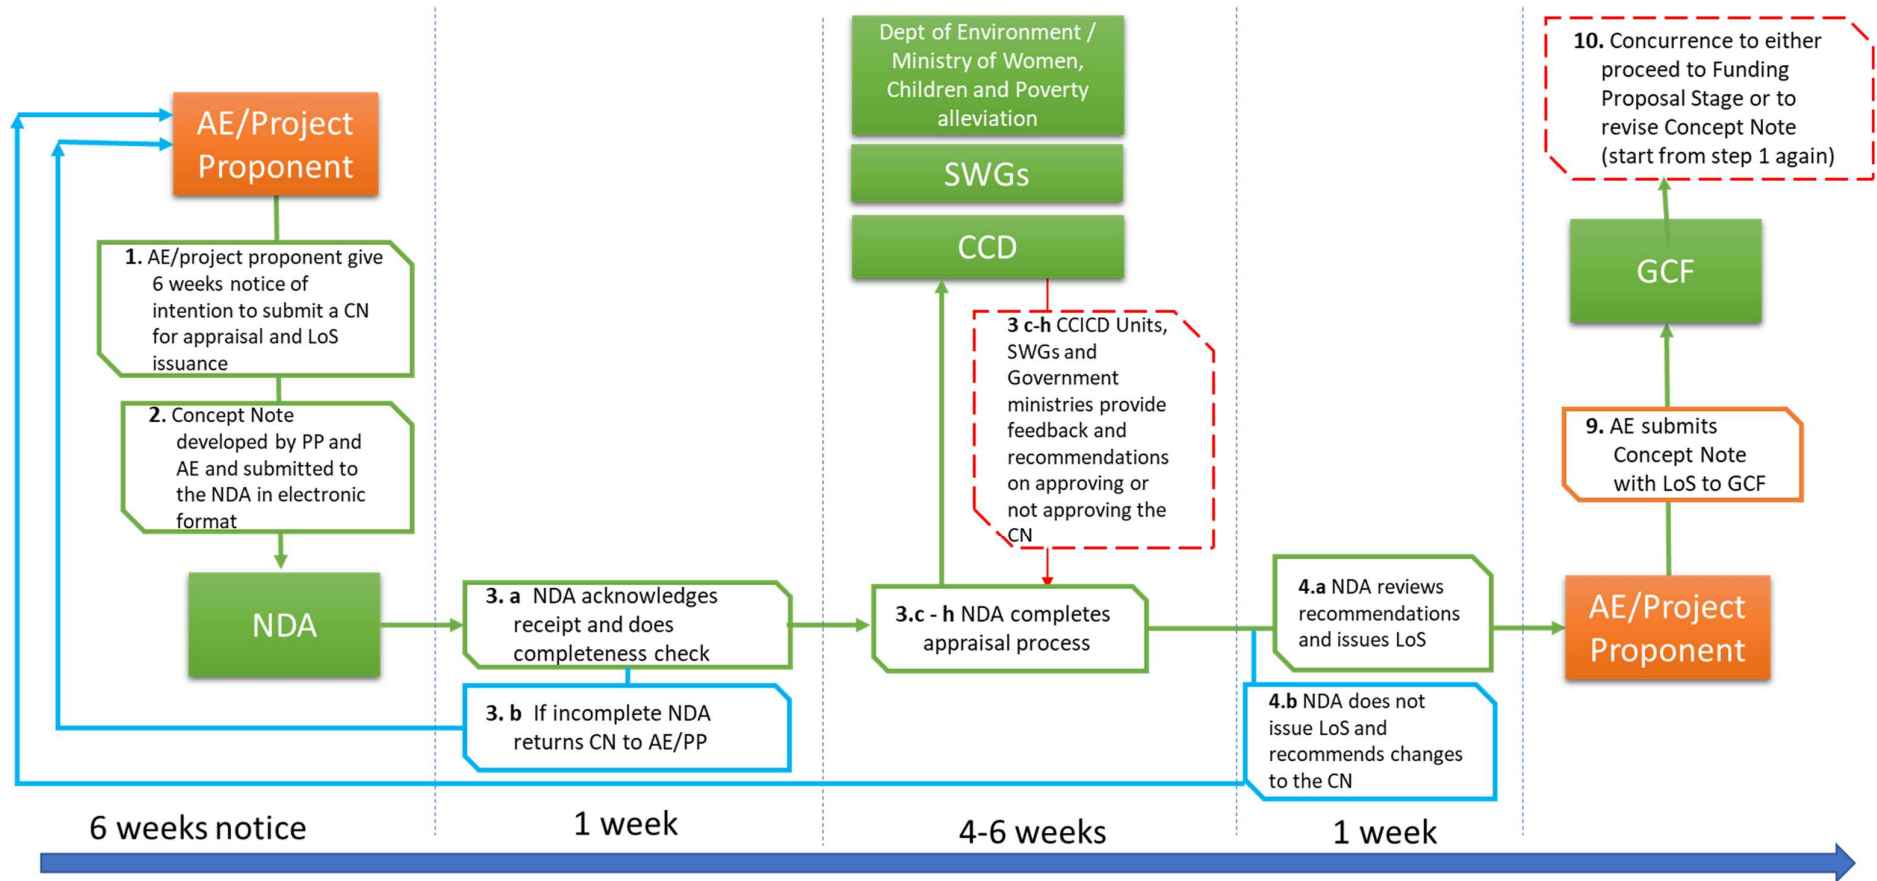 AE/Project
Proponent
1. AE/project proponent give
6 weeks notice of
intention to submit a CN
for appraisal and LoS
issuance
2. Concept Note
developed by PP and
AE and submitted to
the NDA in electronic
format
NDA
6 weeks notice
3. a NDA acknowledges
receipt and does
completeness check
3. b If incomplete NDA
returns CN to AE/PP
1 week
Dept of Environment /
Ministry of Women,
Children and Poverty
alleviation
SWGs
CCD
3 c-h CCICD Units,
SWGs and
Government
ministries provide
feedback and
recommendations
on approving or
not approving the
CN
3.c - h NDA completes
appraisal process
4-6 weeks
4.a NDA reviews
recommendations
and issues LoS
4.b NDA does not
issue LoS and
recommends changes
to the CN
1 week
10. Concurrence to either
proceed to Funding
Proposal Stage or to
revise Concept Note
(start from step 1 again)
GCF
9. AE submits
Concept Note
with LoS to GCF
AE/Project
Proponent